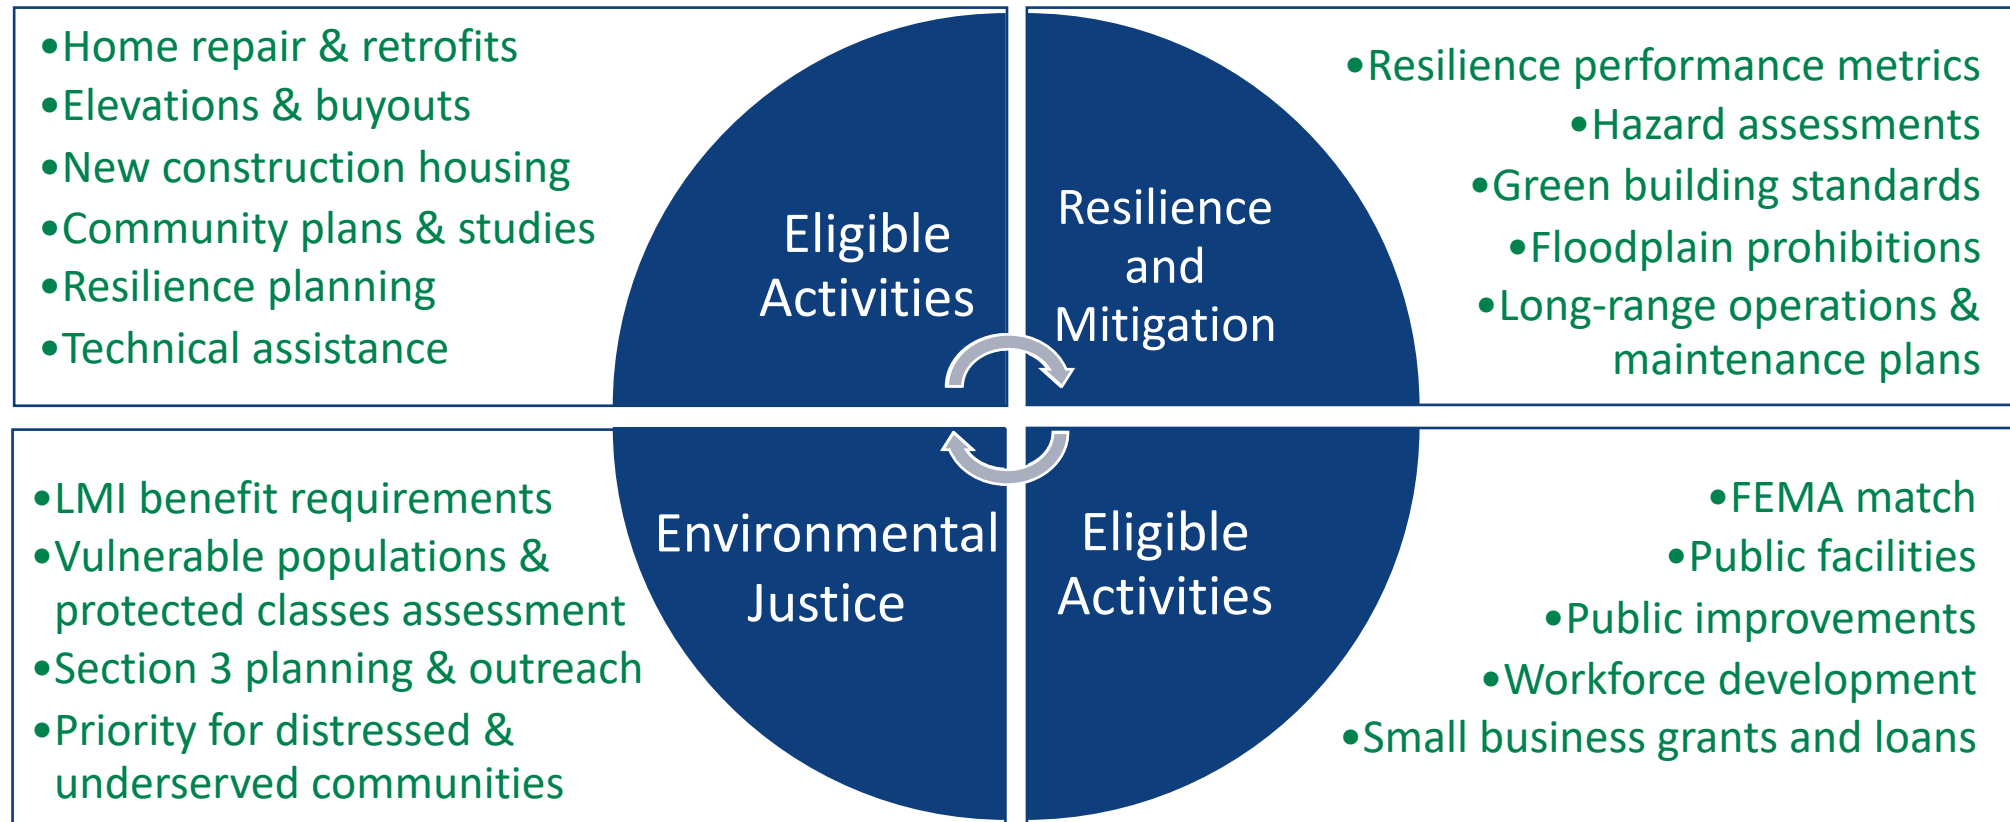 •Home repair & retrofits
•Elevations & buyouts
•New construction housing
•Community plans & studies
•Resilience planning
•Technical assistance
Eligible
Activities
Resilience
and
Mitigation
•Resilience performance metrics
•Hazard assessments
•Green building standards
•Floodplain prohibitions
•Long-range operations &
maintenance plans
•LMI benefit requirements
•Vulnerable populations &
protected classes assessment
•Section 3 planning & outreach
•Priority for distressed &
underserved communities
Environmental
Justice
Eligible
Activities
•FEMA match
•Public facilities
•Public improvements
•Workforce development
•Small business grants and loans